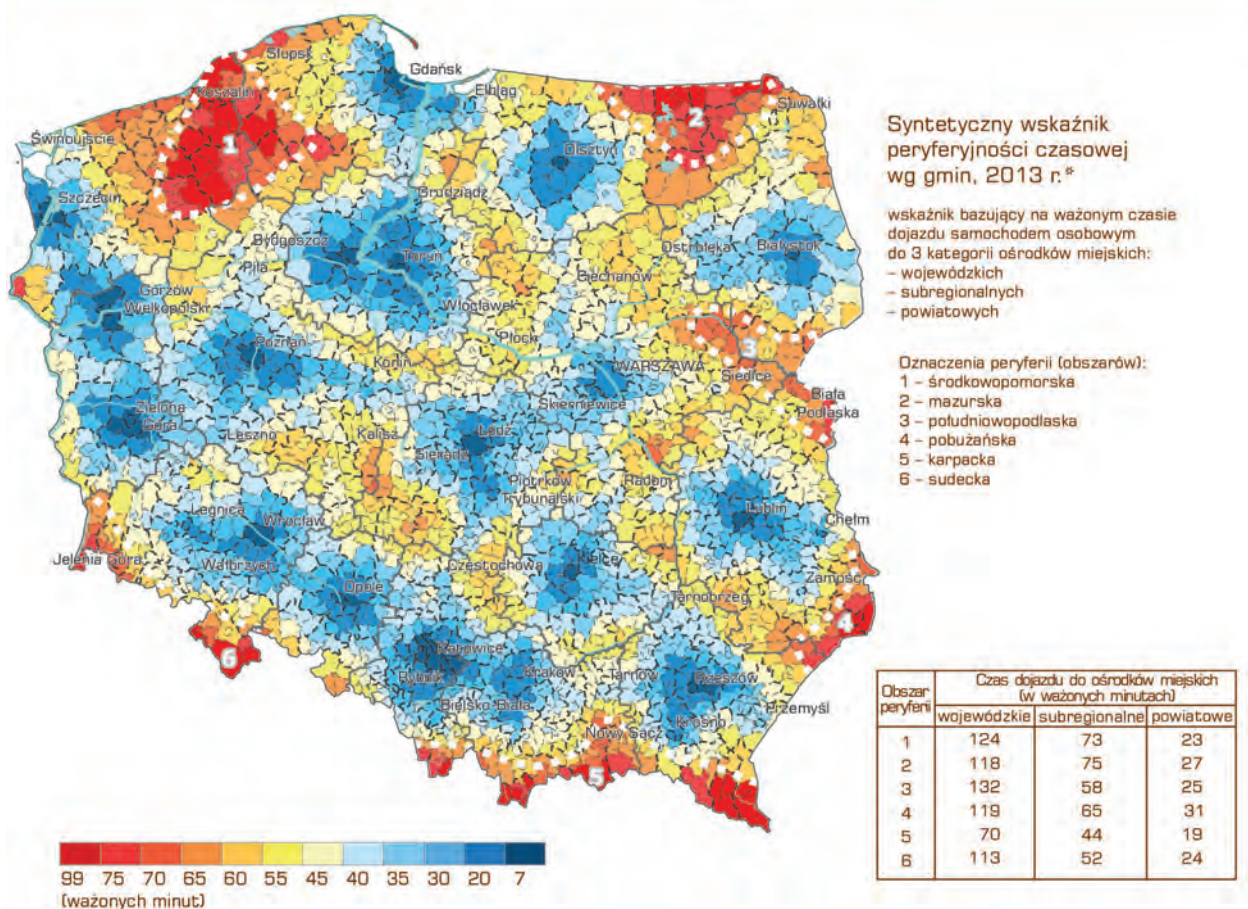 Słupsk
Gdańsk
Koszalin
Elbląg
Suwałki
2
Świnoujście
1
Olsztyn
Szczecin
Grudziądz
Bydgoszcz
Ostrołęka
Białystok
Piła
Toruń
Ciechanów
Gorzów
Wielkopolski
Włocławek
Płock
3
Poznań
Konin
WARSZAWA
Siedlce
Skierniewice
Biała
Podlaska
Zielona
Góra
Leszno
Kalisz
Łódź
Sieradz
Piotrków
Trybunalski
Radom
Legnica
Wrocław
Lublin
Chełm
Jelenia Góra
Wałbrzych
Częstochowa
Kielce
Zamość
Opole
Tarnobrzeg
4
6
Katowice
Rybnik
Kraków
Tarnów
Rzeszów
Bielsko-Biała
Przemyśl
Krosno
Nowy Sącz
5
Syntetyczny wskaźnik
peryferyjności czasowej
wg gmin, 2013 r.*
wskaźnik bazujący na ważonym czasie
dojazdu samochodem osobowym
do 3 kategorii ośrodków miejskich:
– wojewódzkich
– subregionalnych
– powiatowych
Oznaczenia peryferii (obszarów):
1 – środkowopomorska
2 – mazurska
3 – południowopodlaska
4 – pobużańska
5 – karpacka
6 – sudecka
Obszar peryferii
Czas dojazdu do ośrodków miejskich
(w ważonych minutach)
wojewódzkie subregionalne powiatowe
1 124 73 23
2 118 75 27
3 132 58 25
4 119 65 31
5 70 44 19
6 113 52 24
99 75 70 65 60 55 45 40 35 30 20 7
(ważonych minut)